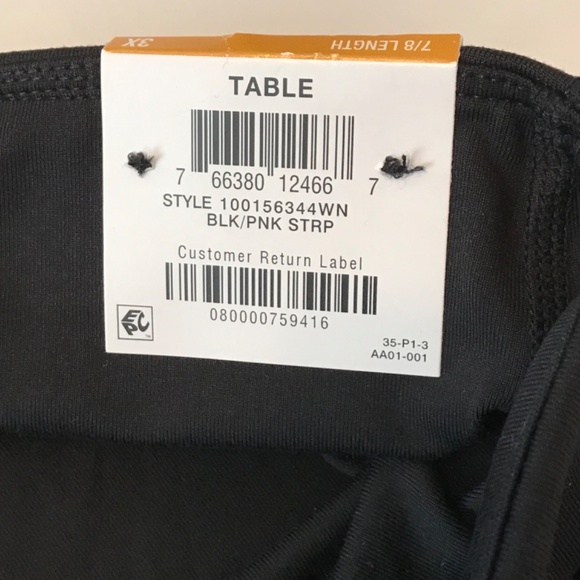 3X 7/8 LENGTH
TABLE
7 66380 12466 7
STYLE 100156344WN
BLK/PNK STRP
Customer Return Label
080000759416
EPC™
35-P1-3
AA01-001